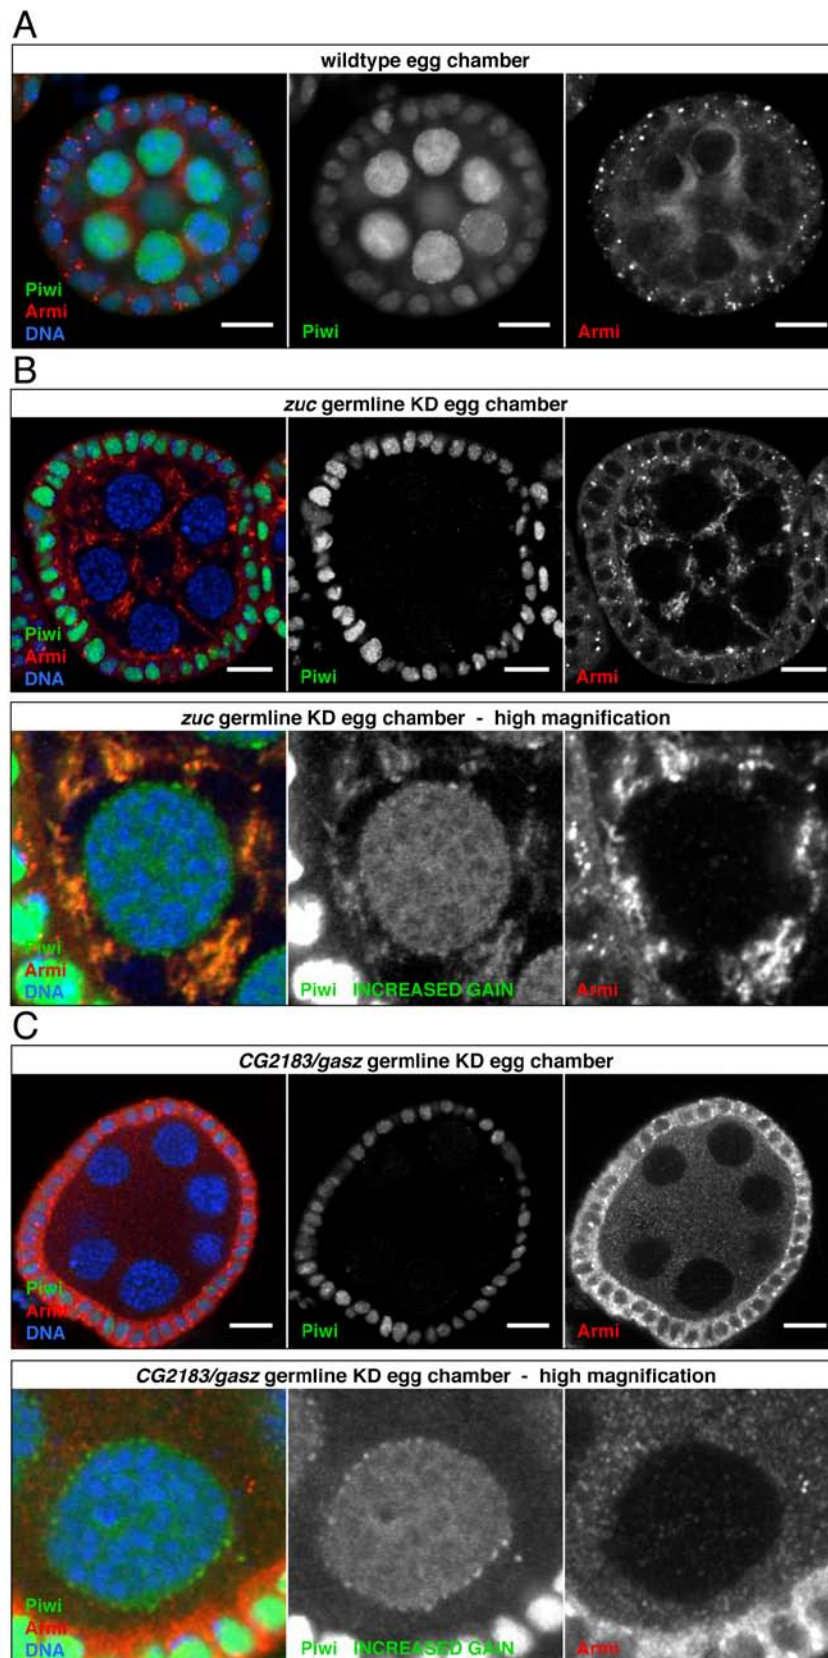 A
wildtype egg chamber
Piwi
Armi
DNA
Piwi
Armi
B
zuc germline KD egg chamber
Piwi
Armi
DNA
Piwi
Armi
zuc germline KD egg chamber - high magnification
Piwi
Armi
DNA
Piwi INCREASED GAIN
Armi
C
CG2183/gasz germline KD egg chamber
Piwi
Armi
DNA
Piwi
Armi
CG2183/gasz germline KD egg chamber - high magnification
Piwi
Armi
DNA
Piwi INCREASED GAIN
Armi